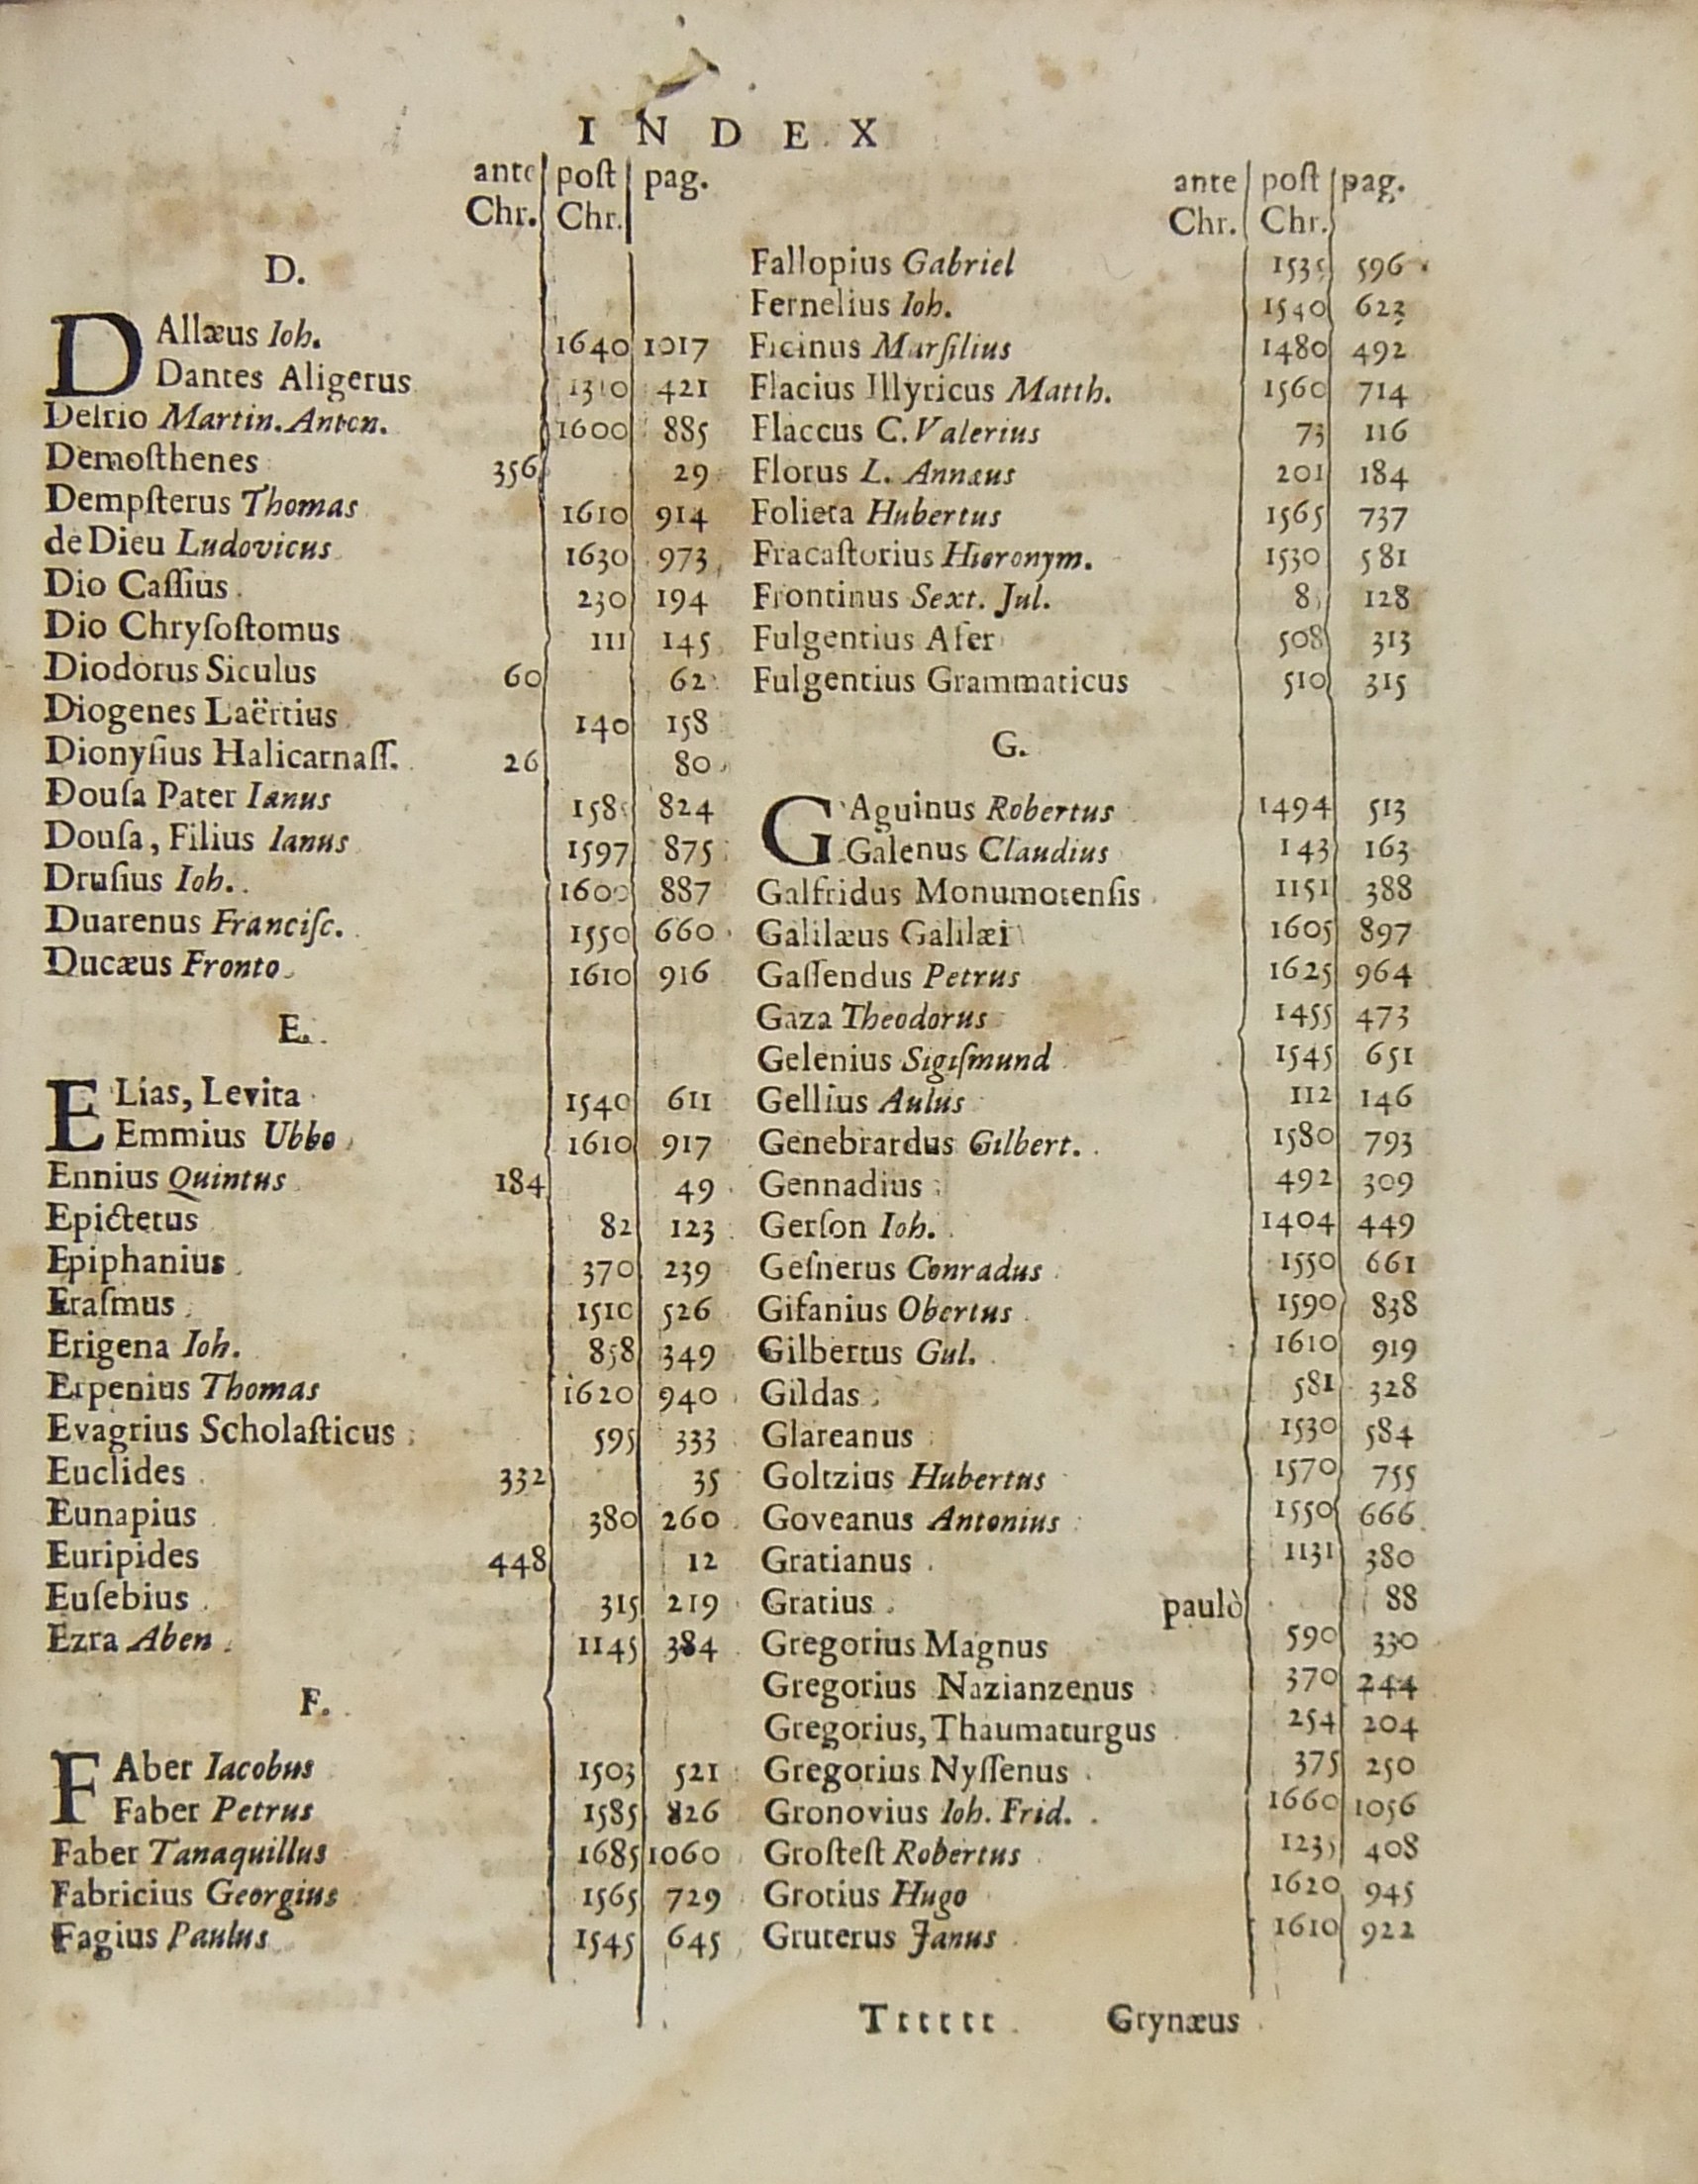 INDEX
ante post pag.
Chr. Chr.
D.
DAllæus Ioh. 1640 1017
Dantes Aligerus 1310 421
Delrio Martin. Anton. 1600 885
Demoſthenes 356 29
Dempſterus Thomas 1610 914
de Dieu Ludovicus 1630 973
Dio Caſſius 230 194
Dio Chryſoſtomus 111 145
Diodorus Siculus 60 62
Diogenes Laërtius 140 158
Dionyſius Halicarnaſſ. 26 80
Douſa Pater Ianus 824
Douſa, Filius Ianus 1597 875
Druſius Ioh. 1600 887
Duarenus Franciſc. 1550 660
Ducæus Fronto 1610 916
E.
ELias, Levita 1540 611
Emmius Ubbo 1610 917
Ennius Quintus 184 49
Epictetus 82 123
Epiphanius 370 239
Eraſmus 1510 526
Erigena Ioh. 858 349
Erpenius Thomas 1620 940
Evagrius Scholaſticus 595 333
Euclides 332 35
Eunapius 380 260
Euripides 448 12
Euſebius 315 219
Ezra Aben 1145 384
F.
FAber Iacobus 1503 521
Faber Petrus 1585 826
Faber Tanaquillus 1685 1060
Fabricius Georgius 1565 729
Fagius Paulus 1545 645
ante post pag.
Chr. Chr.
Fallopius Gabriel 1535 596
Fernelius Ioh. 1540 623
Ficinus Marſilius 1480 492
Flacius Illyricus Matth. 1560 714
Flaccus C. Valerius 73 116
Florus L. Annæus 201 184
Folieta Hubertus 1565 737
Fracaſtorius Hieronym. 1530 581
Frontinus Sext. Jul. 128
Fulgentius Afer 508 313
Fulgentius Grammaticus 510 315
G.
GAguinus Robertus 1494 513
Galenus Claudius 143 163
Galfridus Monumotenſis 1151 388
Galilæus Galilæi 1605 897
Gaſſendus Petrus 1625 964
Gaza Theodorus 1455 473
Gelenius Sigiſmund 1545 651
Gellius Aulus 112 146
Genebrardus Gilbert. 1580 793
Gennadius 492 309
Gerſon Ioh. 1404 449
Geſnerus Conradus 1550 661
Gifanius Obertus 1590 838
Gilbertus Gul. 1610 919
Gildas 581 328
Glareanus 1530 584
Goltzius Hubertus 1570 755
Goveanus Antonius 1550 666
Gratianus 1131 380
Gratius paulò 88
Gregorius Magnus 590 330
Gregorius Nazianzenus 370 244
Gregorius, Thaumaturgus 254 204
Gregorius Nyſſenus 375 250
Gronovius Ioh. Frid. 1660 1056
Groſteſt Robertus 1235 408
Grotius Hugo 1620 945
Gruterus Janus 1610 922
Tttttt Grynæus